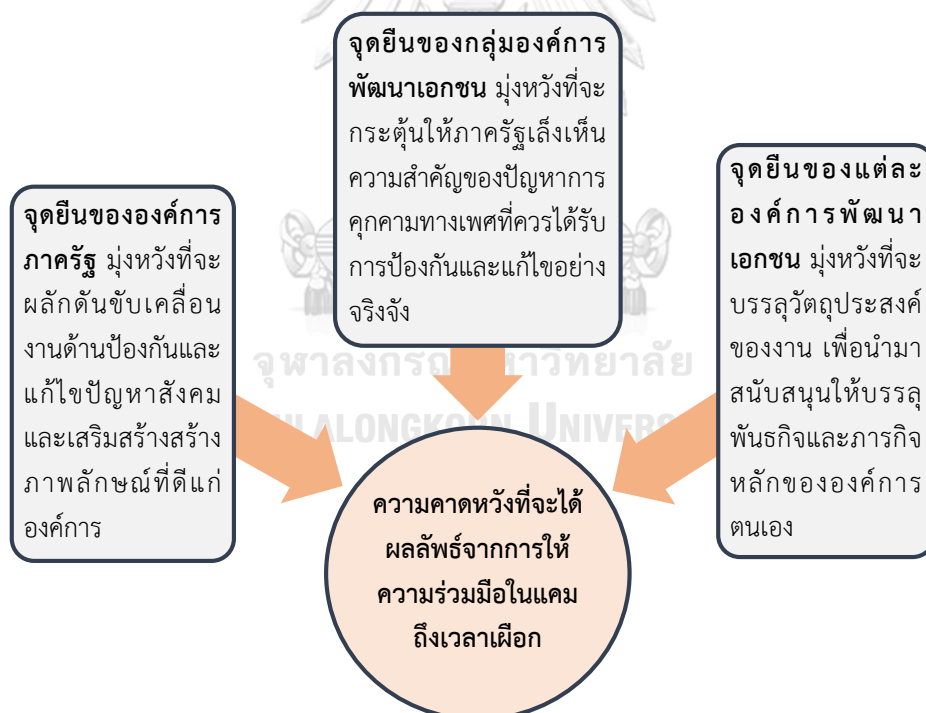 จุดยืนของกลุ่มองค์การ
พัฒนาเอกชน มุ่งหวังที่จะ
กระตุ้นให้ภาครัฐเล็งเห็น
ความสำคัญของปัญหาการ
คุกคามทางเพศที่ควรได้รับ
การป้องกันและแก้ไขอย่าง
จริงจัง
จุดยืนขององค์การ
ภาครัฐ มุ่งหวังที่จะ
ผลักดันขับเคลื่อน
งานด้านป้องกันและ
แก้ไขปัญหาสังคม
และเสริมสร้างสร้าง
ภาพลักษณ์ที่ดีแก่
องค์การ
จุดยืนของแต่ละ
องค์การพัฒนา
เอกชน มุ่งหวังที่จะ
บรรลุวัตถุประสงค์
ของงาน เพื่อนำมา
สนับสนุนให้บรรลุ
พันธกิจและภารกิจ
หลักขององค์การ
ตนเอง
ความคาดหวังที่จะได้
ผลลัพธ์จากการให้
ความร่วมมือในแคม
ถึงเวลาเผือก